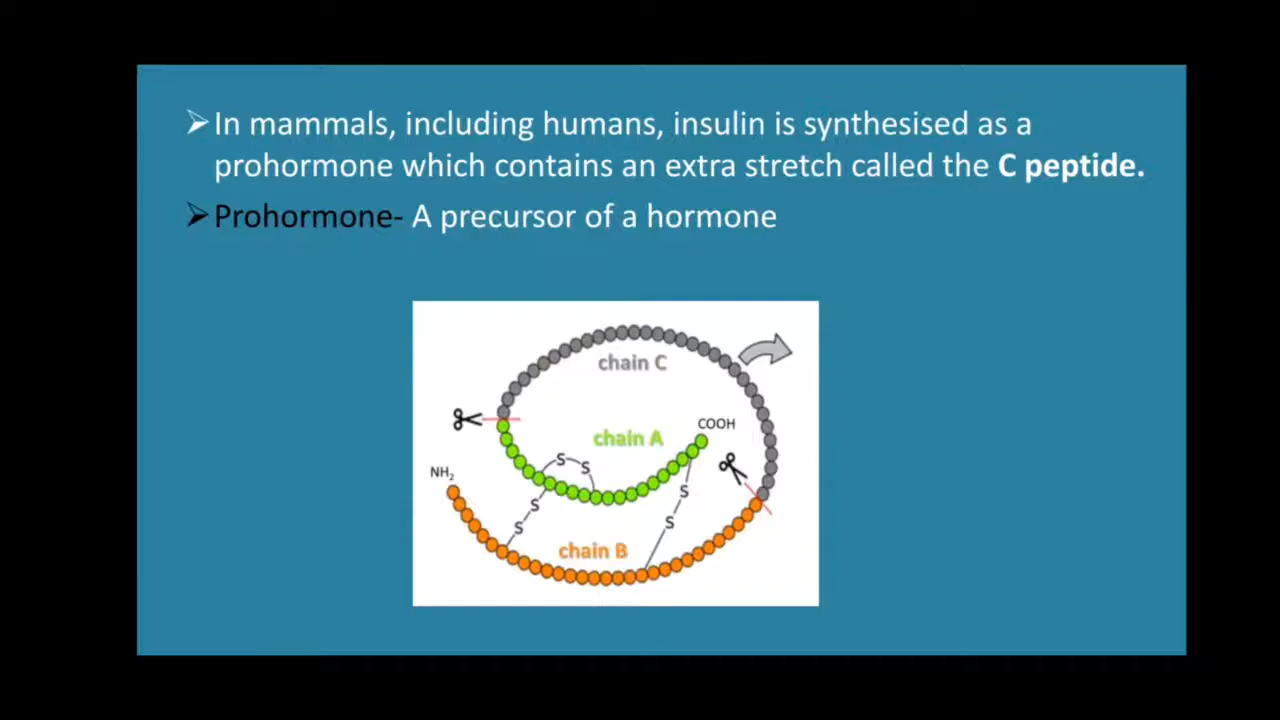 ➢In mammals, including humans, insulin is synthesised as a
prohormone which contains an extra stretch called the C peptide.
➢Prohormone- A precursor of a hormone
chain C
COOH
chain A
NH₂
S
S
S
S
S
S
chain B